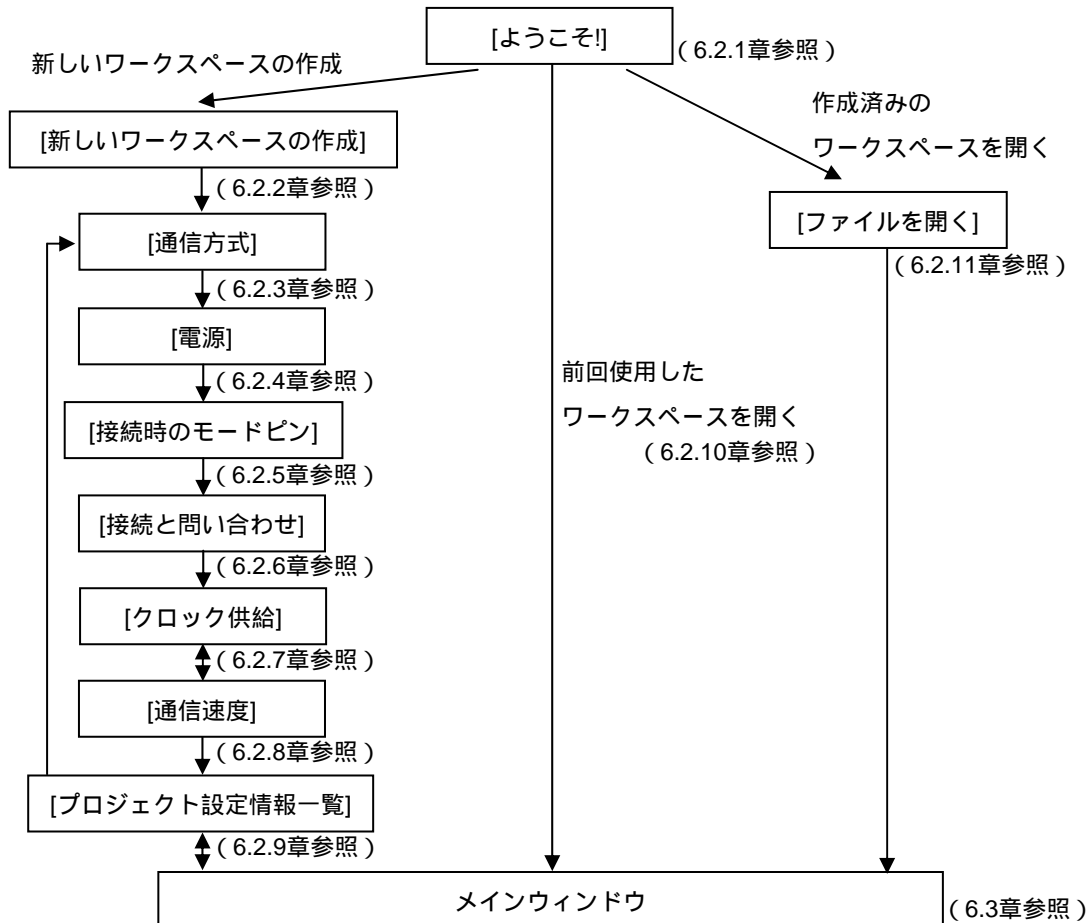 [ようこそ!]
（6.2.1章参照）
新しいワークスペースの作成
作成済みの
ワークスペースを開く
[新しいワークスペースの作成]
（6.2.2章参照）
[通信方式]
（6.2.3章参照）
[電源]
（6.2.4章参照）
[接続時のモードピン]
（6.2.5章参照）
[接続と問い合わせ]
（6.2.6章参照）
[クロック供給]
（6.2.7章参照）
[通信速度]
（6.2.8章参照）
[プロジェクト設定情報一覧]
（6.2.9章参照）
前回使用した
ワークスペースを開く
（6.2.10章参照）
[ファイルを開く]
（6.2.11章参照）
メインウィンドウ
（6.3章参照）